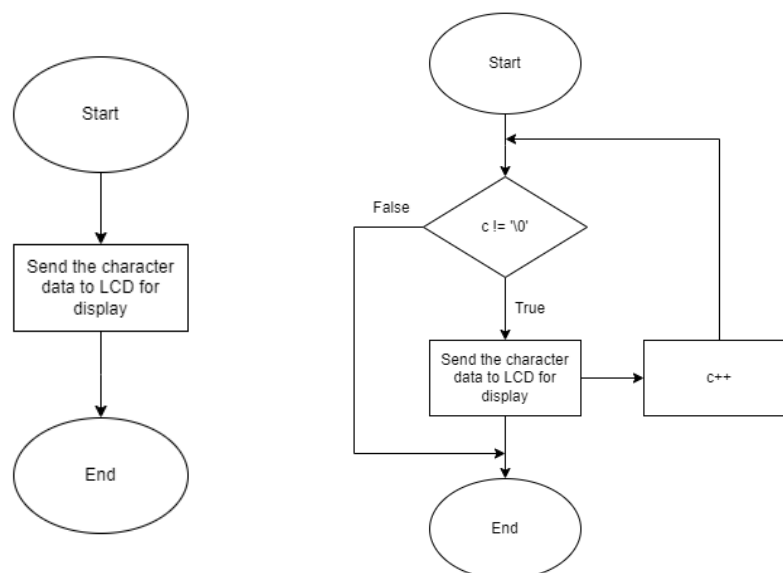 Start
Send the character
data to LCD for
display
End
Start
False
c != '\0'
True
Send the character
data to LCD for
display
c++
End